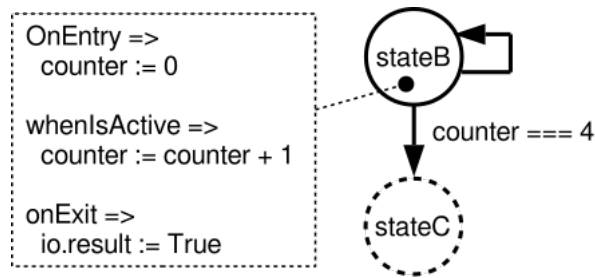 OnEntry =>
counter := 0
whenIsActive =>
counter := counter + 1
onExit =>
io.result := True
stateB
counter === 4
stateC